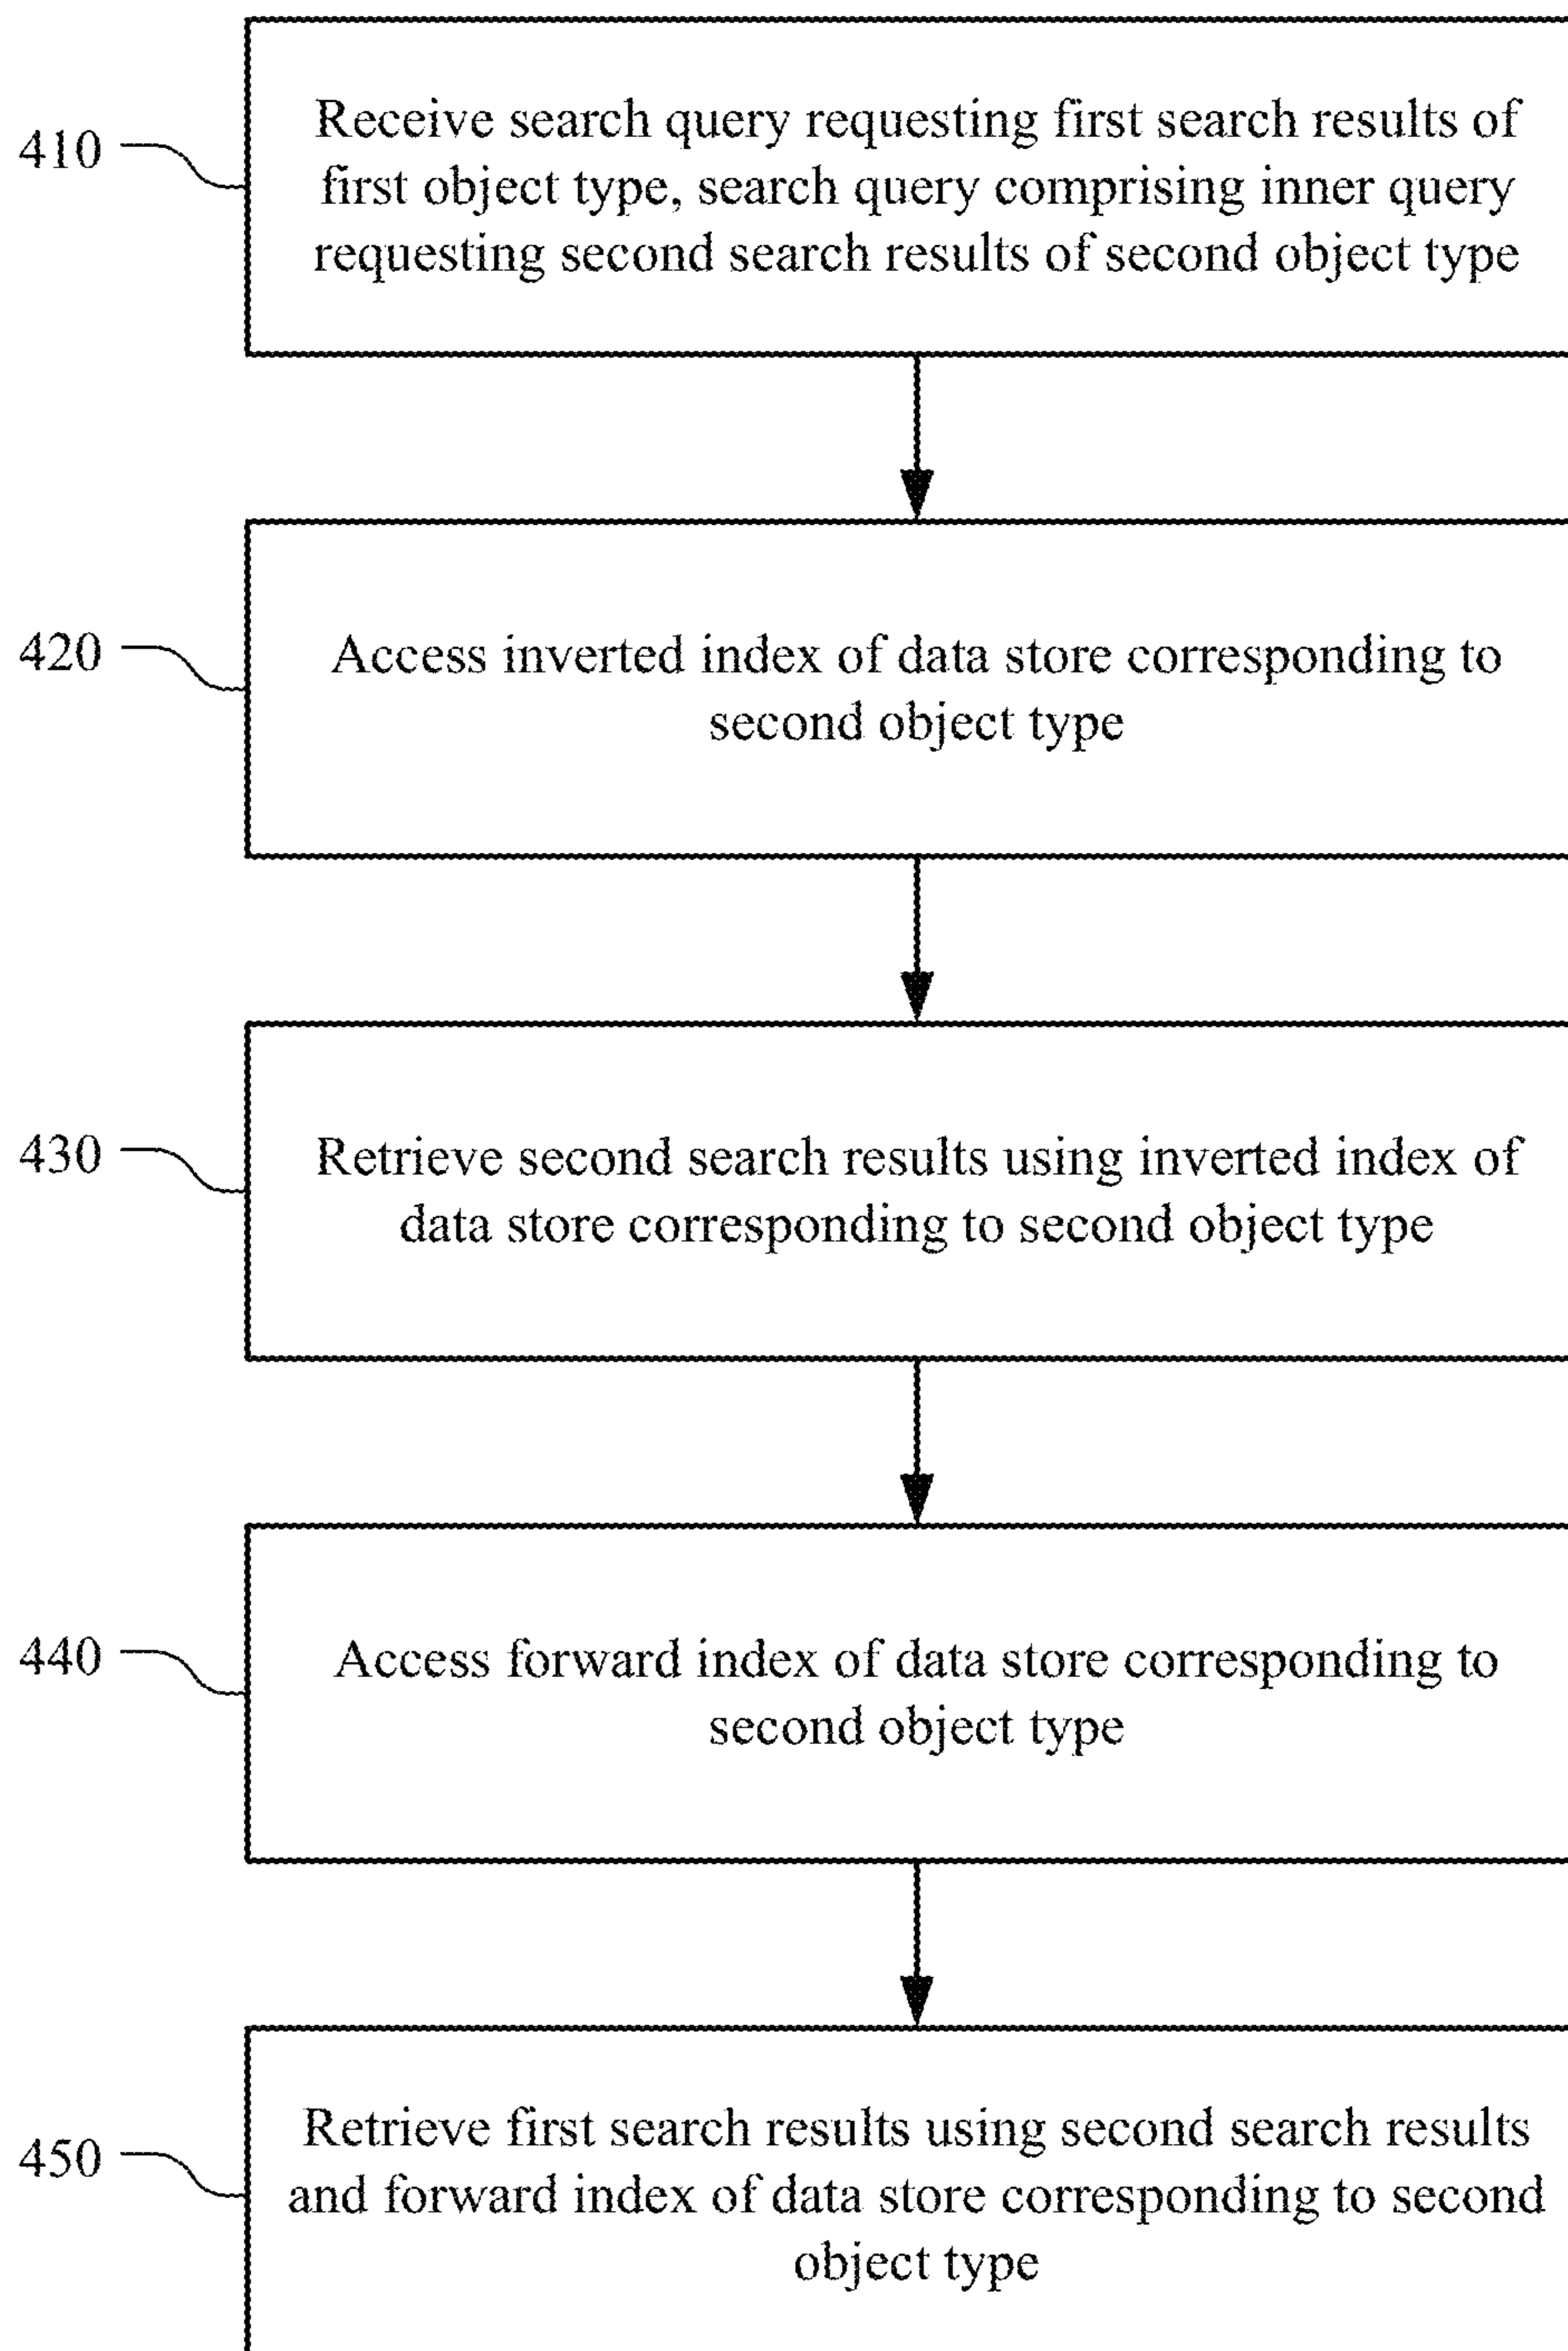 410
Receive search query requesting first search results of
first object type, search query comprising inner query
requesting second search results of second object type
420
Access inverted index of data store corresponding to
second object type
430
Retrieve second search results using inverted index of
data store corresponding to second object type
440
Access forward index of data store corresponding to
second object type
450
Retrieve first search results using second search results
and forward index of data store corresponding to second
object type